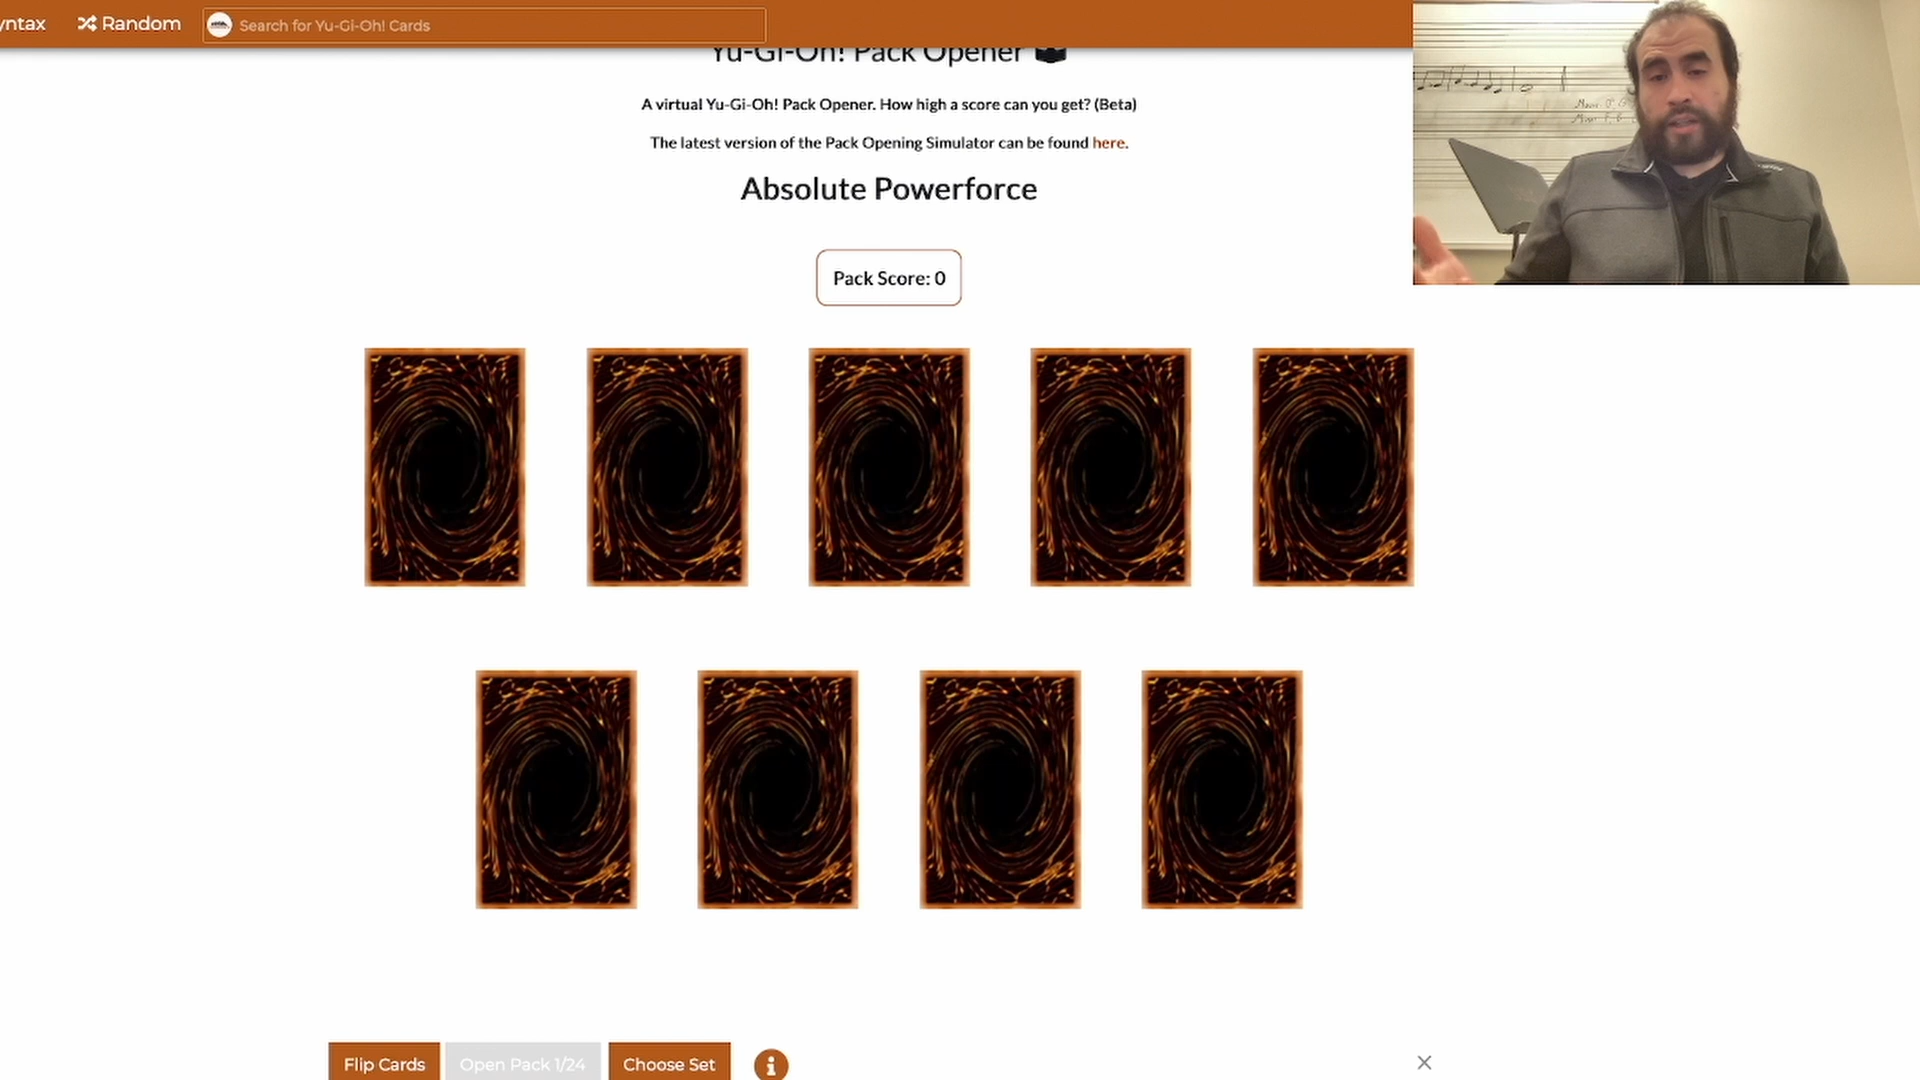 yntax
Random
Search for Yu-Gi-Oh! Cards
Yu-Gi-Oh! Pack Opener
A virtual Yu-Gi-Oh! Pack Opener. How high a score can you get? (Beta)
The latest version of the Pack Opening Simulator can be found here.
Absolute Powerforce
Pack Score: 0
Flip Cards
Open Pack 1/24
Choose Set